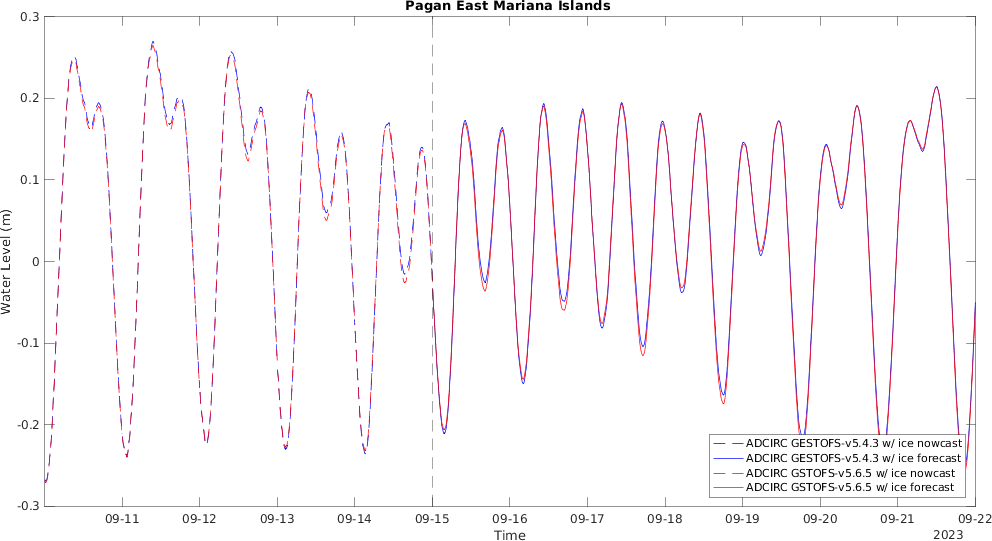 Pagan East Mariana Islands
0.3
0.2
0.1
0
-0.1
-0.2
-0.3
Water Level (m)
ADCIRC GESTOFS-v5.4.3 w/ ice nowcast
ADCIRC GESTOFS-v5.4.3 w/ ice forecast
ADCIRC GSTOFS-v5.6.5 w/ ice nowcast
ADCIRC GSTOFS-v5.6.5 w/ ice forecast
09-11 09-12 09-13 09-14 09-15 09-16 09-17 09-18 09-19 09-20 09-21 09-22
Time
2023